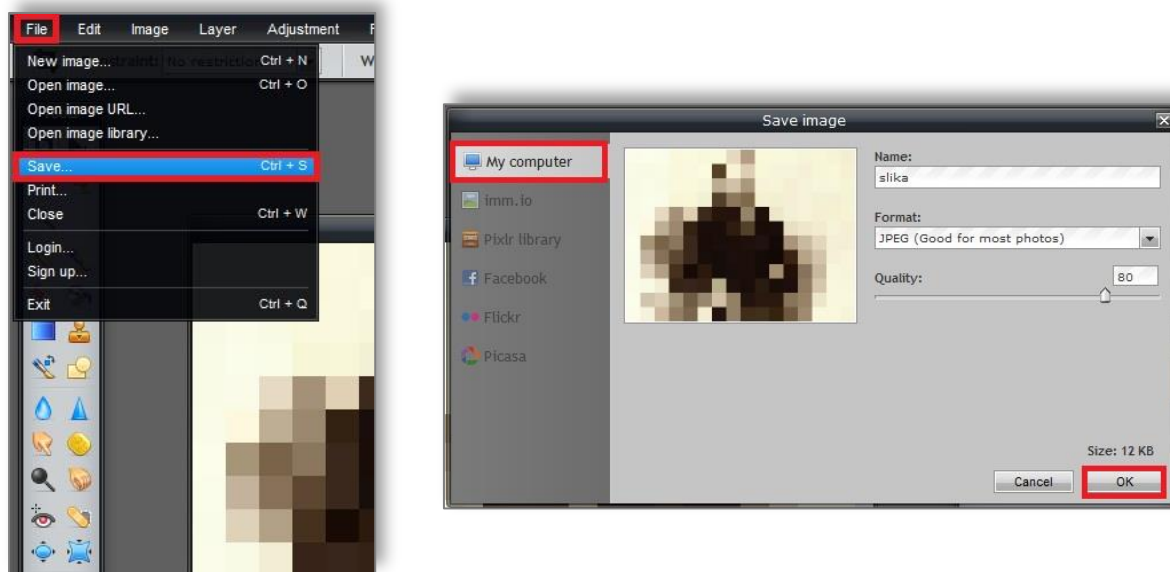 File Edit Image Layer Adjustment
New image... Ctrl + N
Open image... Ctrl + O
Open image URL...
Open image library...
Save... Ctrl + S
Print...
Close Ctrl + W
Login...
Sign up...
Exit Ctrl + Q
Save image
My computer
imm.io
Pixlr library
Facebook
Flickr
Picasa
Name:
slika
Format:
JPEG (Good for most photos)
Quality: 80
Size: 12 KB
Cancel OK